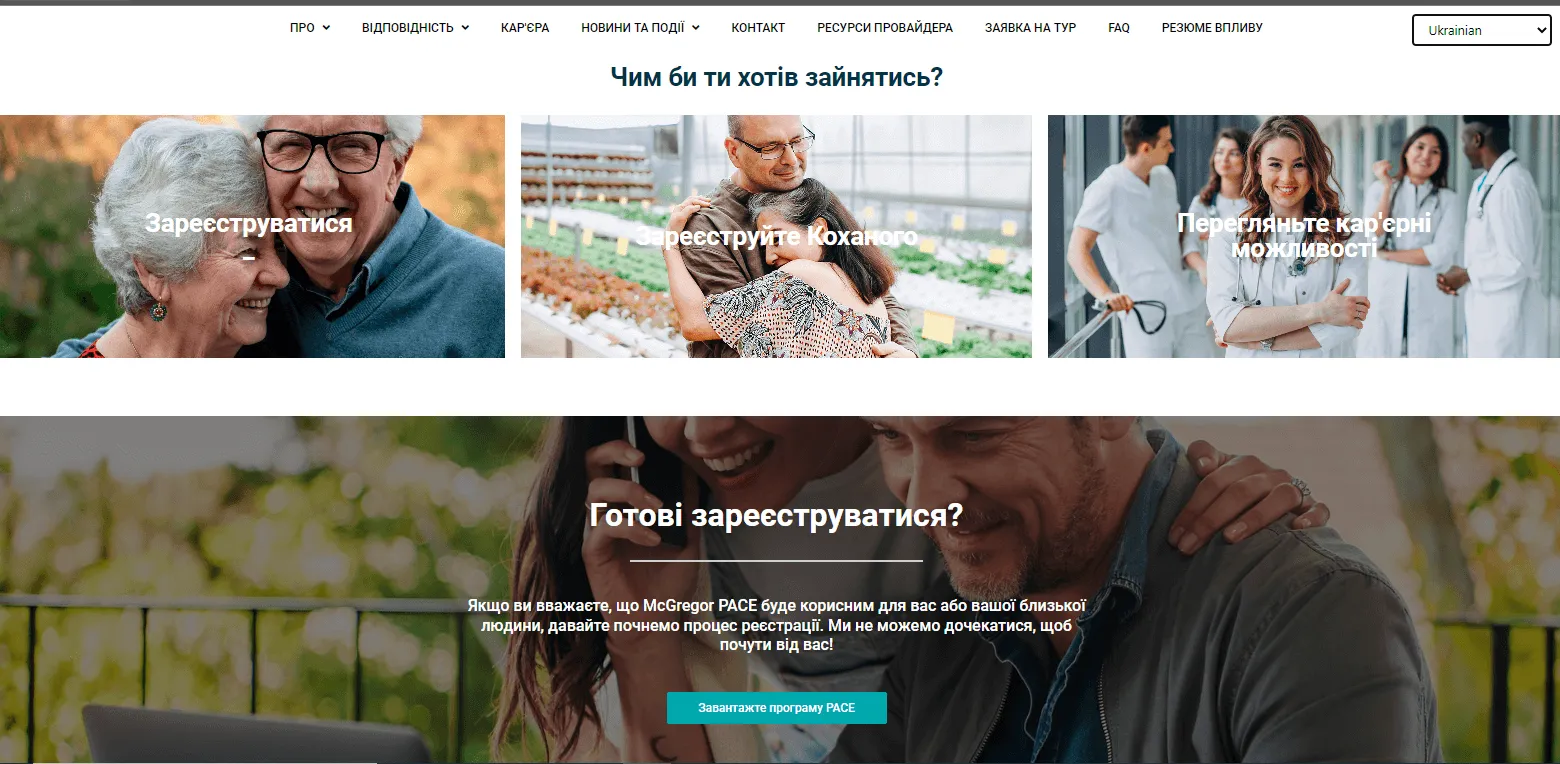 ПРО
ВІДПОВІДНІСТЬ
КАР'ЄРА
НОВИНИ ТА ПОДІЇ
КОНТАКТ
РЕСУРСИ ПРОВАЙДЕРА
ЗАЯВКА НА ТУР
FAQ
РЕЗЮМЕ ВПЛИВУ
Ukrainian
Чим би ти хотів зайнятись?
Зареєструватися
–
Зареєструйте Коханого
Перегляньте кар'єрні
можливості
Готові зареєструватися?
Якщо ви вважаєте, що McGregor PACE буде корисним для вас або вашої близької
людини, давайте почнемо процес реєстрації. Ми не можемо дочекатися, щоб
почути від вас!
Завантажте програму PACE